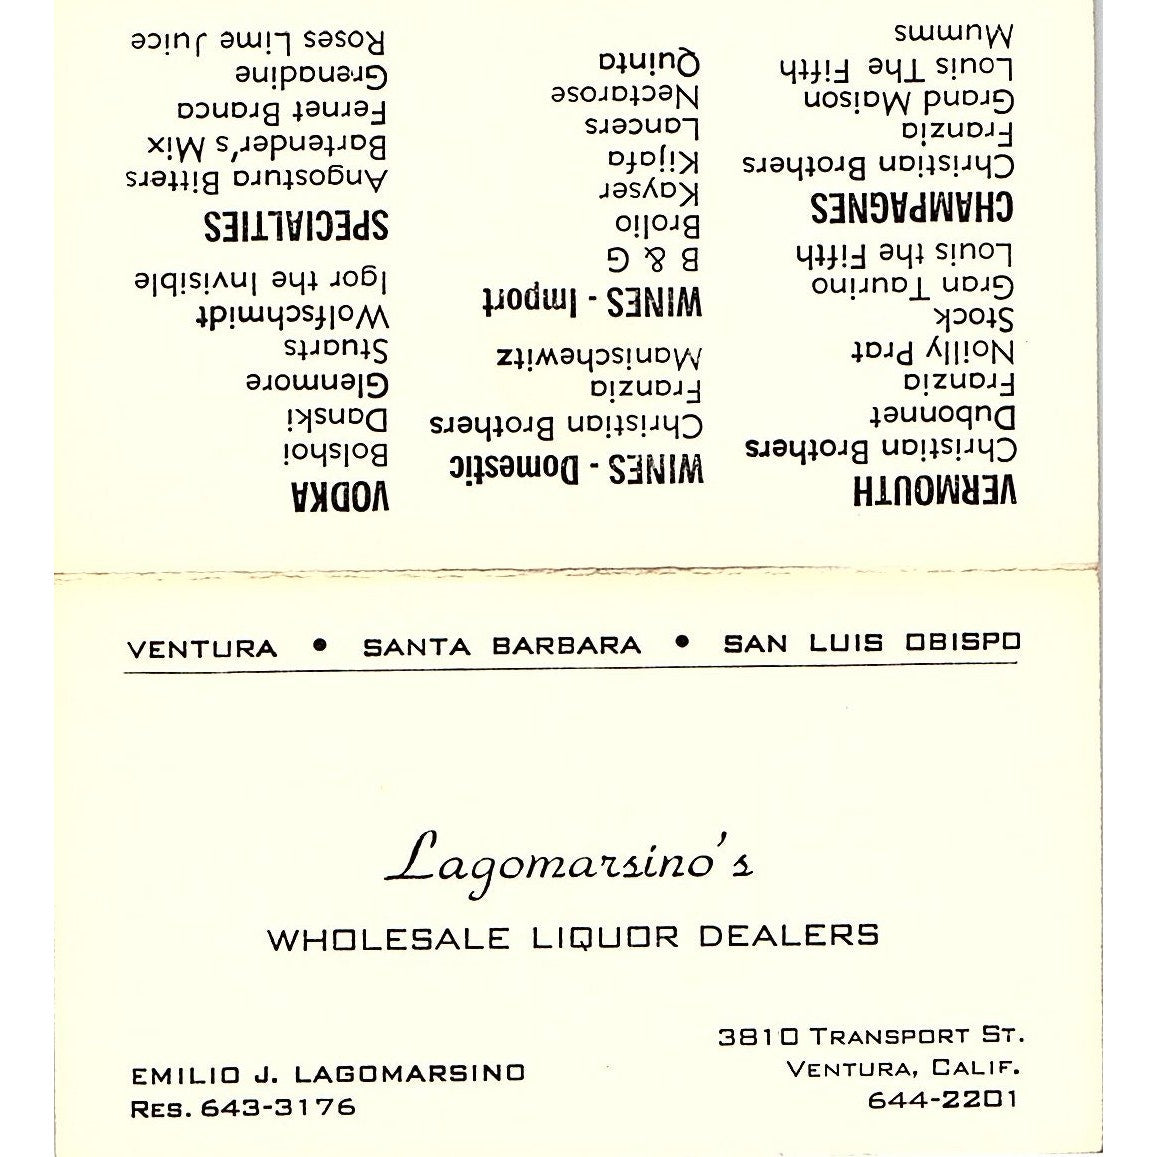 VERMOUTH
Christian Brothers
Dubonnet
Franzia
Noilly Prat
Stock
Gran Taurino
Louis the Fifth
CHAMPAGNES
Christian Brothers
Franzia
Grand Maison
Louis The Fifth
Mumms
WINES - Domestic
Christian Brothers
Franzia
Manischewitz
WINES - Import
B & G
Brolio
Kayser
Kijafa
Lancers
Nectarose
Quinta
VODKA
Bolshoi
Danski
Glenmore
Stuarts
Wolfschmidt
Igor the Invisible
SPECIALTIES
Angostura Bitters
Bartender's Mix
Fernet Branca
Grenadine
Roses Lime Juice
VENTURA • SANTA BARBARA • SAN LUIS OBISPO
Lagomarsino's
WHOLESALE LIQUOR DEALERS
EMILIO J. LAGOMARSINO
RES. 643-3176
3810 TRANSPORT ST.
VENTURA, CALIF.
644-2201